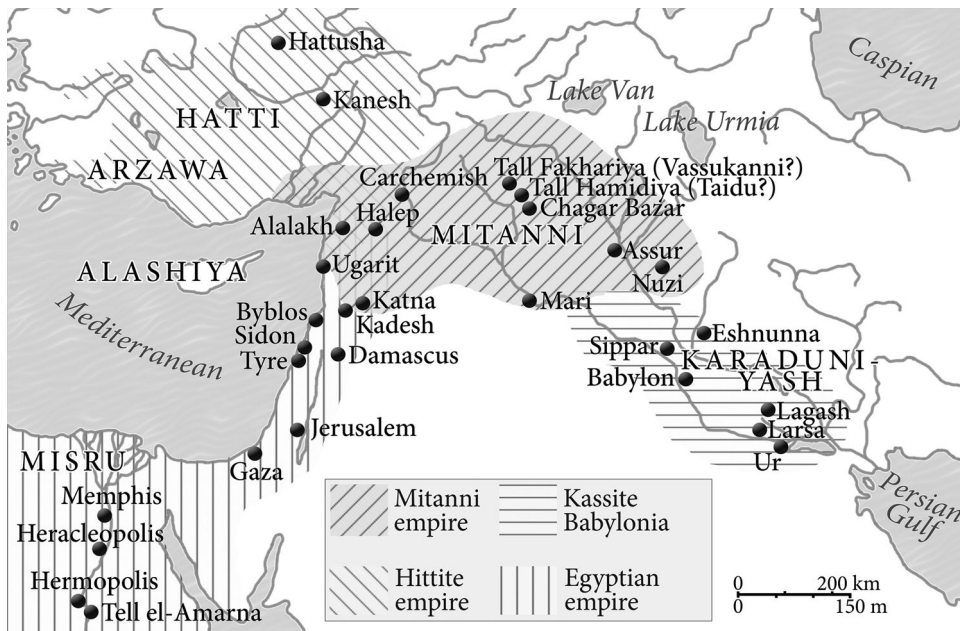 Hattusha
Caspian
Kanesh
Lake Van
HATTI
Lake Urmia
ARZAWA
Tall Fakhariya (Vassukanni?)
Carchemish
Tall Hamidiya (Taidu?)
Chagar Bazar
Halep
Alalakh
MITANNI
Assur
ALASHIYA
Ugarit
Nuzi
Mediterranean
Byblos
Katna
Mari
Kadesh
Sidon
Eshnunna
Tyre
Damascus
Sippar
KARADUNI-
YASH
Babylon
Lagash
Jerusalem
Larsa
MISRU
Gaza
Ur
Memphis
Persian
Gulf
Heracleopolis
Hermopolis
Tell el-Amarna
Mitanni
empire
Kassite
Babylonia
Hittite
empire
Egyptian
empire
0 200 km
0 150 m